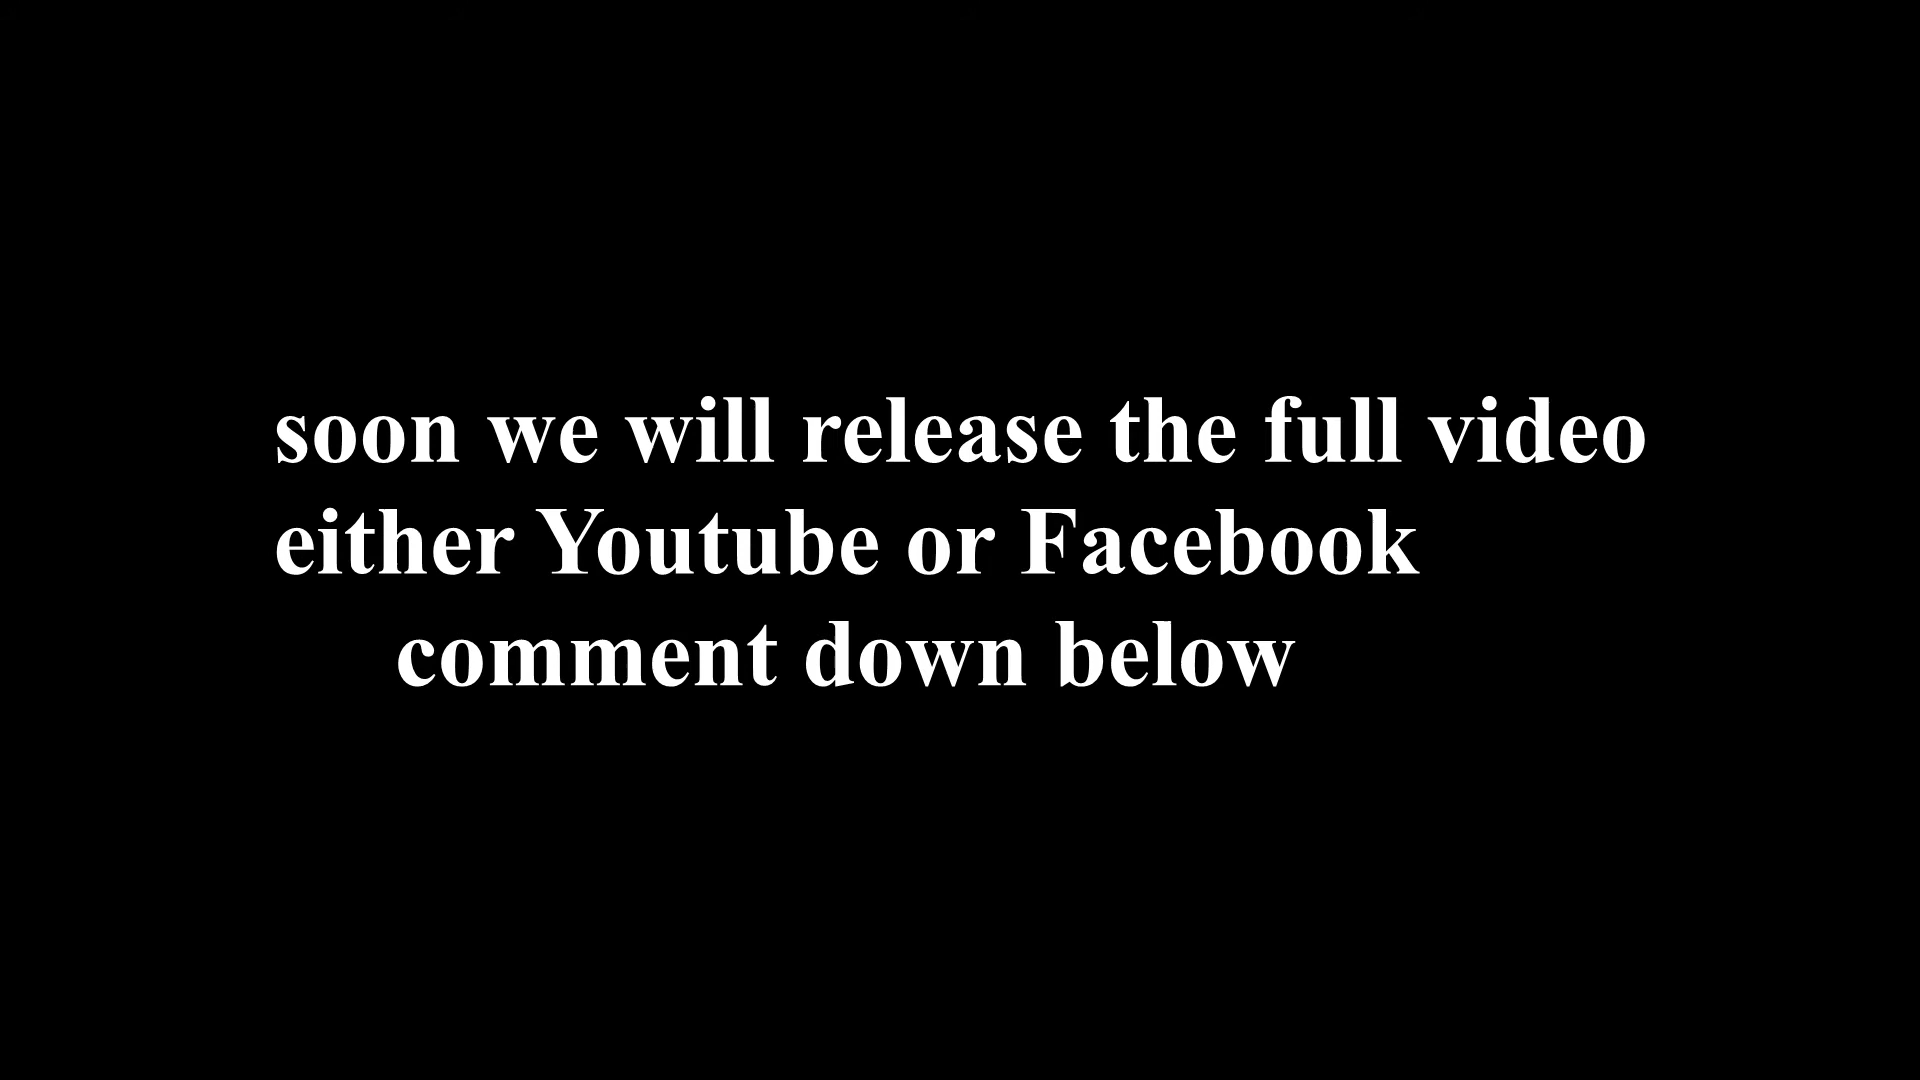 soon we will release the full video
either Youtube or Facebook
comment down below